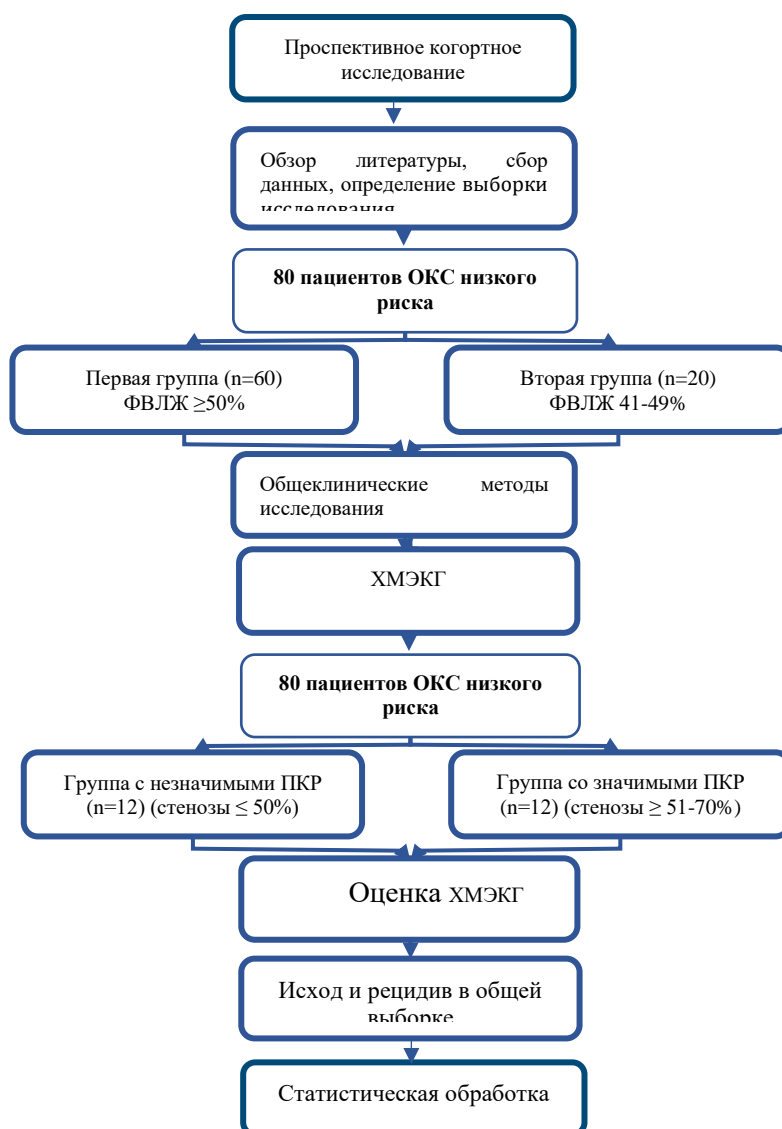 Проспективное когортное
исследование
Обзор литературы, сбор
данных, определение выборки
исследования
80 пациентов ОКС низкого
риска
Первая группа (n=60)
ФВЛЖ ≥50%
Вторая группа (n=20)
ФВЛЖ 41-49%
Общеклинические методы
исследования
ХМЭКГ
80 пациентов ОКС низкого
риска
Группа с незначимыми ПКР
(n=12) (стенозы ≤ 50%)
Группа со значимыми ПКР
(n=12) (стенозы ≥ 51-70%)
Оценка ХМЭКГ
Исход и рецидив в общей
выборке
Статистическая обработка